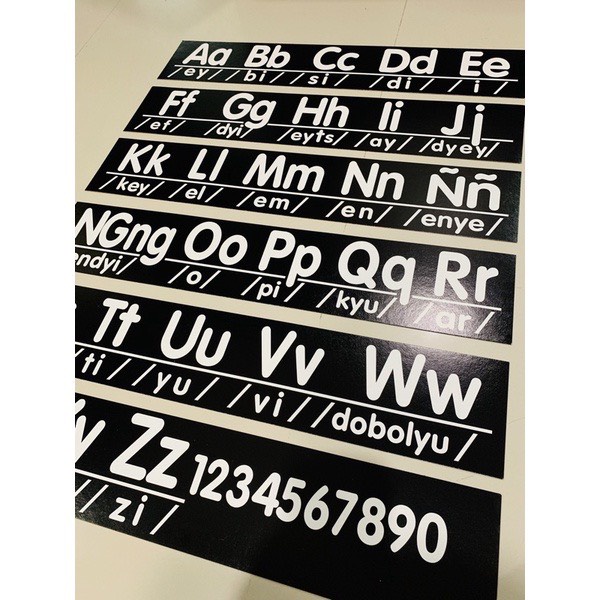 Aa Bb Cc Dd Ee
/ey/ /bi/ /si/ /di/ /i/
Ff Gg Hh Ii Jj
/ef/ /dyi/ /eyts/ /ay/ /dyey/
Kk Ll Mm Nn Ññ
/key/ /el/ /em/ /en/ /enye/
NGng Oo Pp Qq Rr
endyi/ /o/ /pi/ /kyu/ /ar/
Tt Uu Vv Ww
/ti/ /yu/ /vi/ /dobolyu/
y Zz 1234567890
/ /zi/